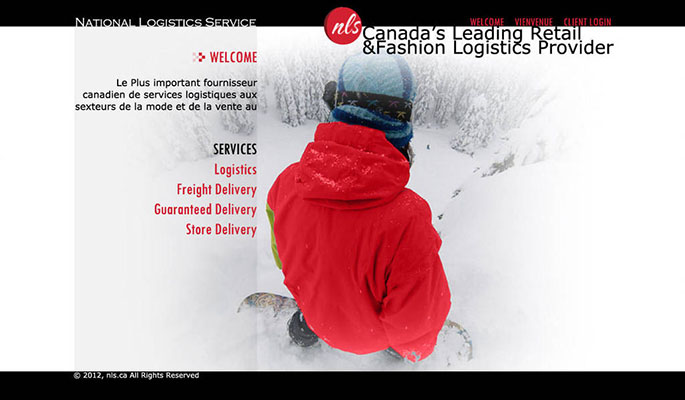 NATIONAL LOGISTICS SERVICE
nls
WELCOME VIENVENUE CLIENT LOGIN
Canada's Leading Retail
&Fashion Logistics Provider
WELCOME
Le Plus important fournisseur
canadien de services logistiques aux
sexteurs de la mode et de la vente au
SERVICES
Logistics
Freight Delivery
Guaranteed Delivery
Store Delivery
© 2012, nls.ca All Rights Reserved